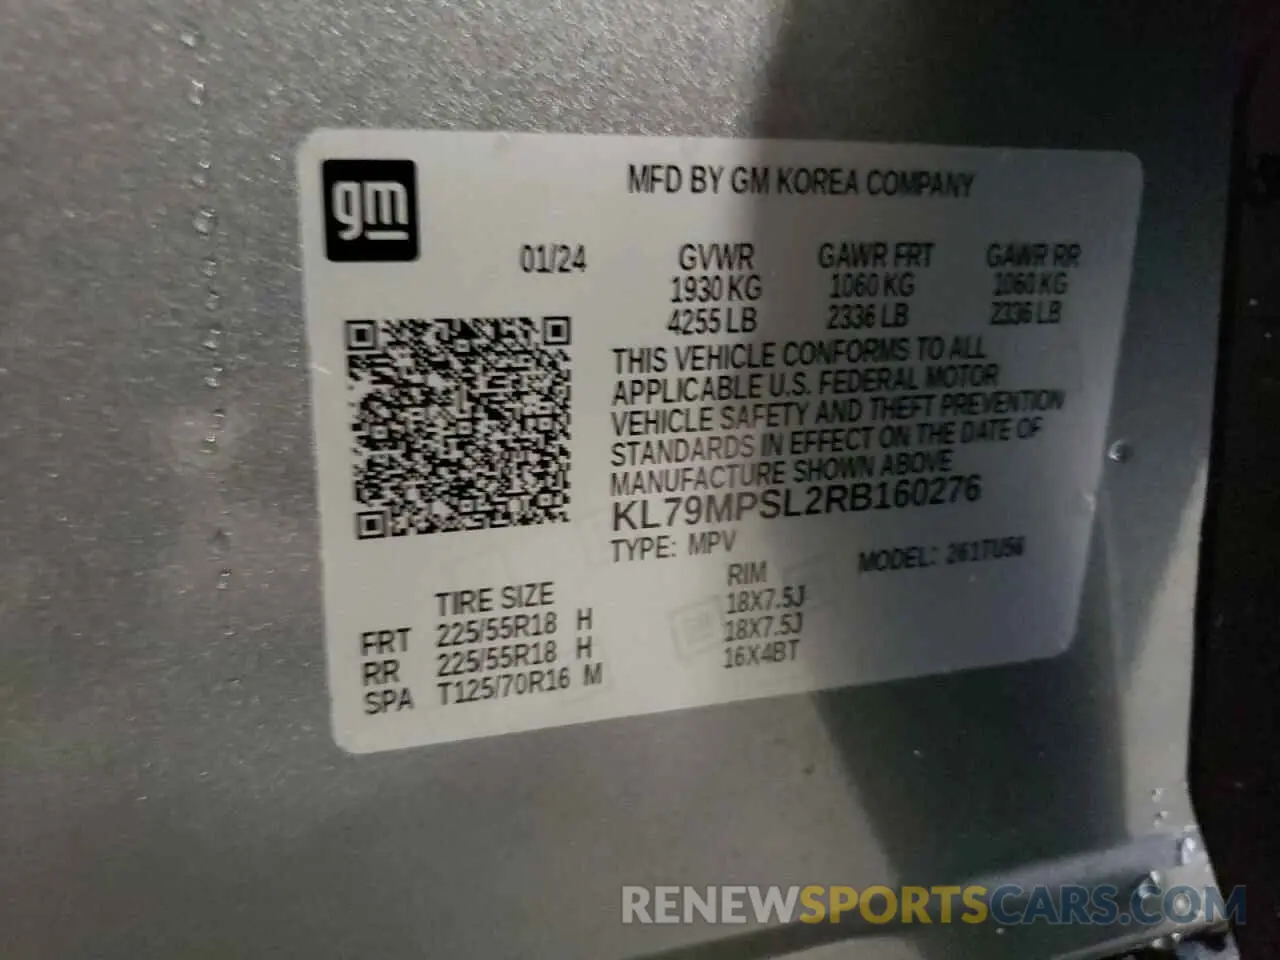 gm
MFD BY GM KOREA COMPANY
01/24
GVWR GAWR FRT GAWR RR
1930 KG 1060 KG 1060 KG
4255 LB 2336 LB 2336 LB
THIS VEHICLE CONFORMS TO ALL
APPLICABLE U.S. FEDERAL MOTOR
VEHICLE SAFETY AND THEFT PREVENTION
STANDARDS IN EFFECT ON THE DATE OF
MANUFACTURE SHOWN ABOVE
KL79MPSL2RB160276
TYPE: MPV MODEL: 261TU56
TIRE SIZE RIM
FRT 225/55R18 H 18X7.5J
RR 225/55R18 H 18X7.5J
SPA T125/70R16 M 16X4BT
RENEWSPORTSCARS.COM